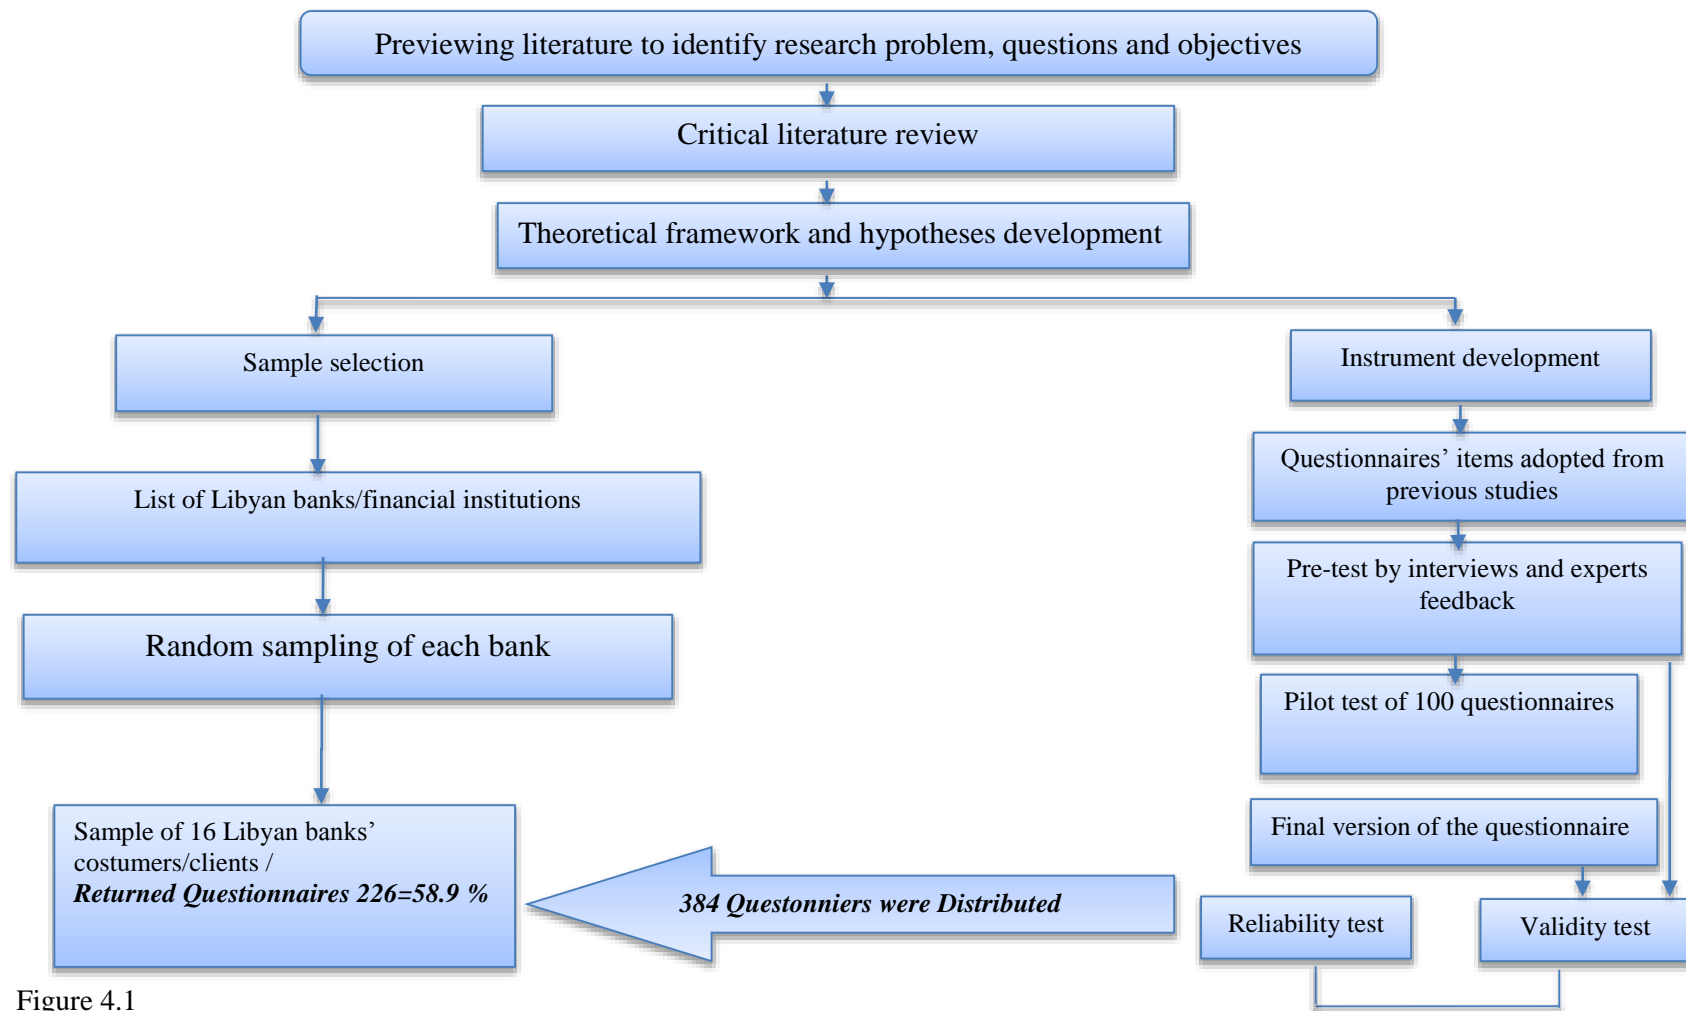 Previewing literature to identify research problem, questions and objectives
Critical literature review
Theoretical framework and hypotheses development
Sample selection
List of Libyan banks/financial institutions
Random sampling of each bank
Sample of 16 Libyan banks’
costumers/clients /
Returned Questionnaires 226=58.9 %
384 Questonniers were Distributed
Instrument development
Questionnaires’ items adopted from
previous studies
Pre-test by interviews and experts
feedback
Pilot test of 100 questionnaires
Final version of the questionnaire
Reliability test
Validity test
Figure 4.1